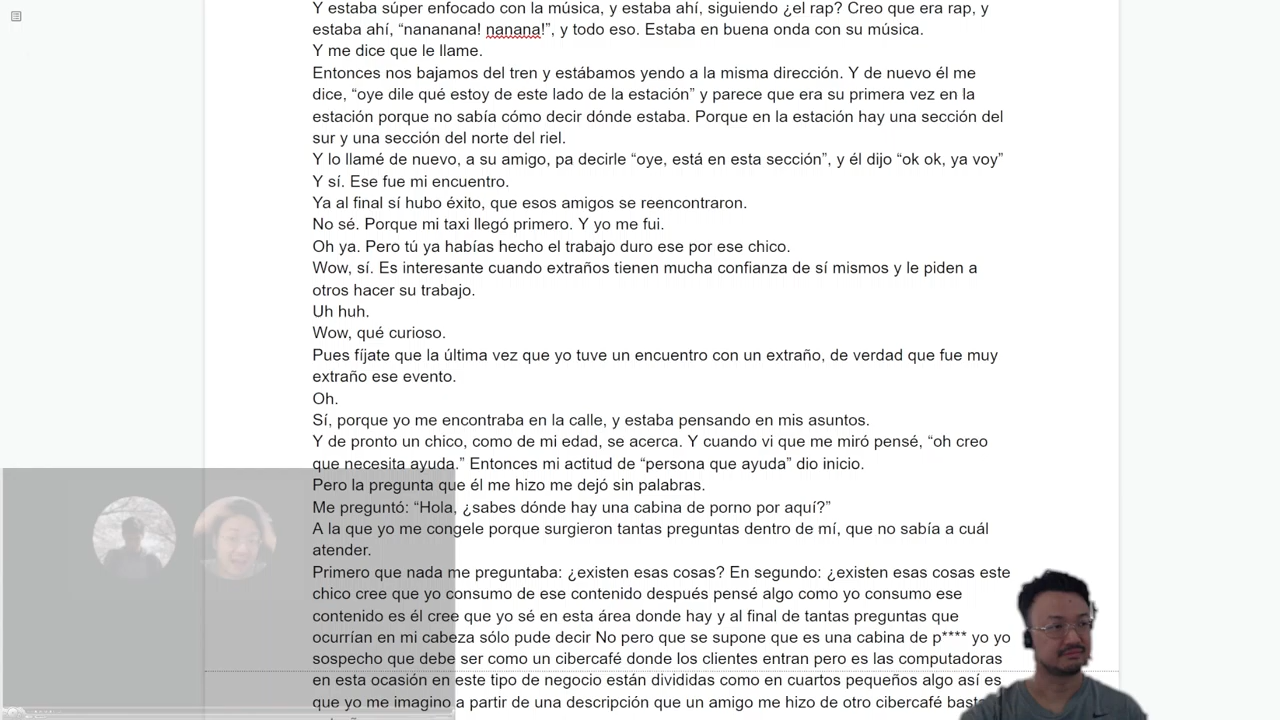 Y estaba súper enfocado con la música, y estaba ahí, siguiendo ¿el rap? Creo que era rap, y
estaba ahí, “nananana! nanana!”, y todo eso. Estaba en buena onda con su música.
Y me dice que le llame.
Entonces nos bajamos del tren y estábamos yendo a la misma dirección. Y de nuevo él me
dice, “oye dile qué estoy de este lado de la estación” y parece que era su primera vez en la
estación porque no sabía cómo decir dónde estaba. Porque en la estación hay una sección del
sur y una sección del norte del riel.
Y lo llamé de nuevo, a su amigo, pa decirle “oye, está en esta sección”, y él dijo “ok ok, ya voy”
Y sí. Ese fue mi encuentro.
Ya al final sí hubo éxito, que esos amigos se reencontraron.
No sé. Porque mi taxi llegó primero. Y yo me fui.
Oh ya. Pero tú ya habías hecho el trabajo duro ese por ese chico.
Wow, sí. Es interesante cuando extraños tienen mucha confianza de sí mismos y le piden a
otros hacer su trabajo.
Uh huh.
Wow, qué curioso.
Pues fíjate que la última vez que yo tuve un encuentro con un extraño, de verdad que fue muy
extraño ese evento.
Oh.
Sí, porque yo me encontraba en la calle, y estaba pensando en mis asuntos.
Y de pronto un chico, como de mi edad, se acerca. Y cuando vi que me miró pensé, “oh creo
que necesita ayuda.” Entonces mi actitud de “persona que ayuda” dio inicio.
Pero la pregunta que él me hizo me dejó sin palabras.
Me preguntó: “Hola, ¿sabes dónde hay una cabina de porno por aquí?”
A la que yo me congele porque surgieron tantas preguntas dentro de mí, que no sabía a cuál
atender.
Primero que nada me preguntaba: ¿existen esas cosas? En segundo: ¿existen esas cosas este
chico cree que yo consumo de ese contenido después pensé algo como yo consumo ese
contenido es él cree que yo sé en esta área donde hay y al final de tantas preguntas que
ocurrían en mi cabeza sólo pude decir No pero que se supone que es una cabina de p**** yo yo
sospecho que debe ser como un cibercafé donde los clientes entran pero es las computadoras
en esta ocasión en este tipo de negocio están divididas como en cuartos pequeños algo así es
que yo me imagino a partir de una descripción que un amigo me hizo de otro cibercafé